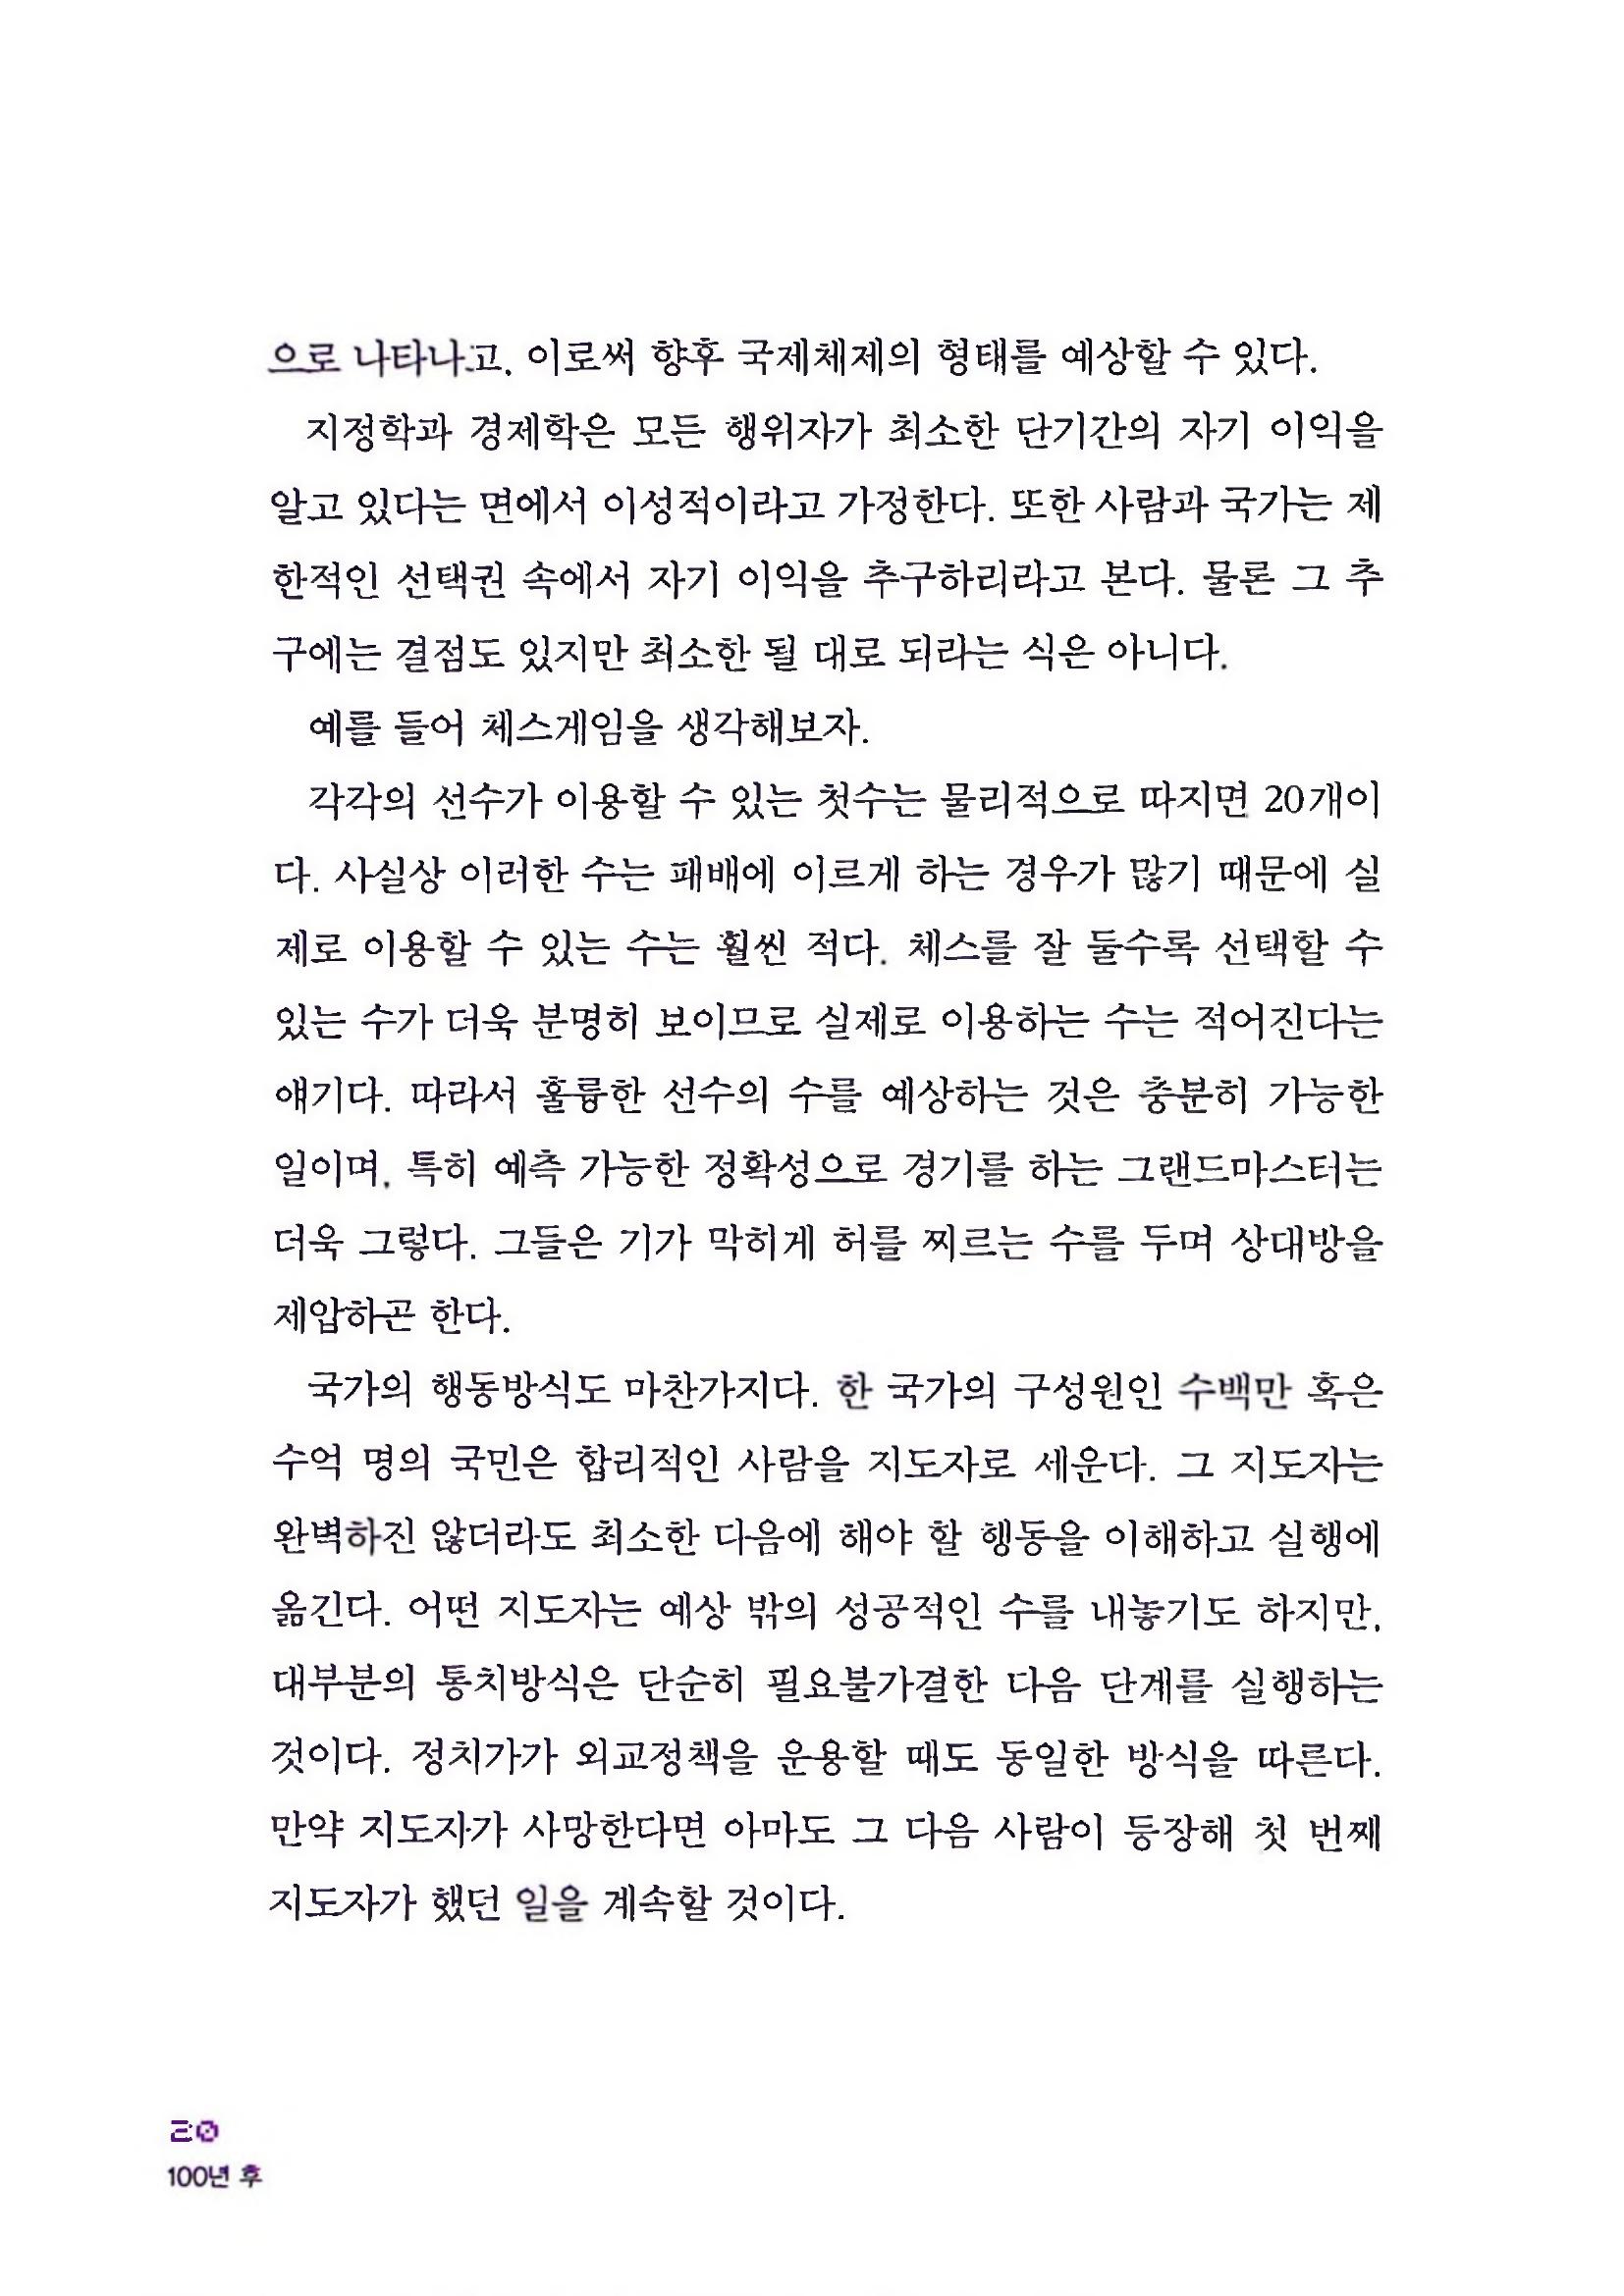 으로 나타나고, 이로써 향후 국제체제의 형태를 예상할 수 있다.
지정학과 경제학은 모든 행위자가 최소한 단기간의 자기 이익을
알고 있다는 면에서 이성적이라고 가정한다. 또한 사람과 국가는 제
한적인 선택권 속에서 자기 이익을 추구하리라고 본다. 물론 그 추
구에는 결점도 있지만 최소한 될 대로 되라는 식은 아니다.
예를 들어 체스게임을 생각해보자.
각각의 선수가 이용할 수 있는 첫수는 물리적으로 따지면 20개이
다. 사실상 이러한 수는 패배에 이르게 하는 경우가 많기 때문에 실
제로 이용할 수 있는 수는 훨씬 적다. 체스를 잘 둘수록 선택할 수
있는 수가 더욱 분명히 보이므로 실제로 이용하는 수는 적어진다는
얘기다. 따라서 훌륭한 선수의 수를 예상하는 것은 충분히 가능한
일이며, 특히 예측 가능한 정확성으로 경기를 하는 그랜드마스터는
더욱 그렇다. 그들은 기가 막히게 허를 찌르는 수를 두며 상대방을
제압하곤 한다.
국가의 행동방식도 마찬가지다. 한 국가의 구성원인 수백만 혹은
수억 명의 국민은 합리적인 사람을 지도자로 세운다. 그 지도자는
완벽하진 않더라도 최소한 다음에 해야 할 행동을 이해하고 실행에
옮긴다. 어떤 지도자는 예상 밖의 성공적인 수를 내놓기도 하지만,
대부분의 통치방식은 단순히 필요불가결한 다음 단계를 실행하는
것이다. 정치가가 외교정책을 운용할 때도 동일한 방식을 따른다.
만약 지도자가 사망한다면 아마도 그 다음 사람이 등장해 첫 번째
지도자가 했던 일을 계속할 것이다.
20
100년 후